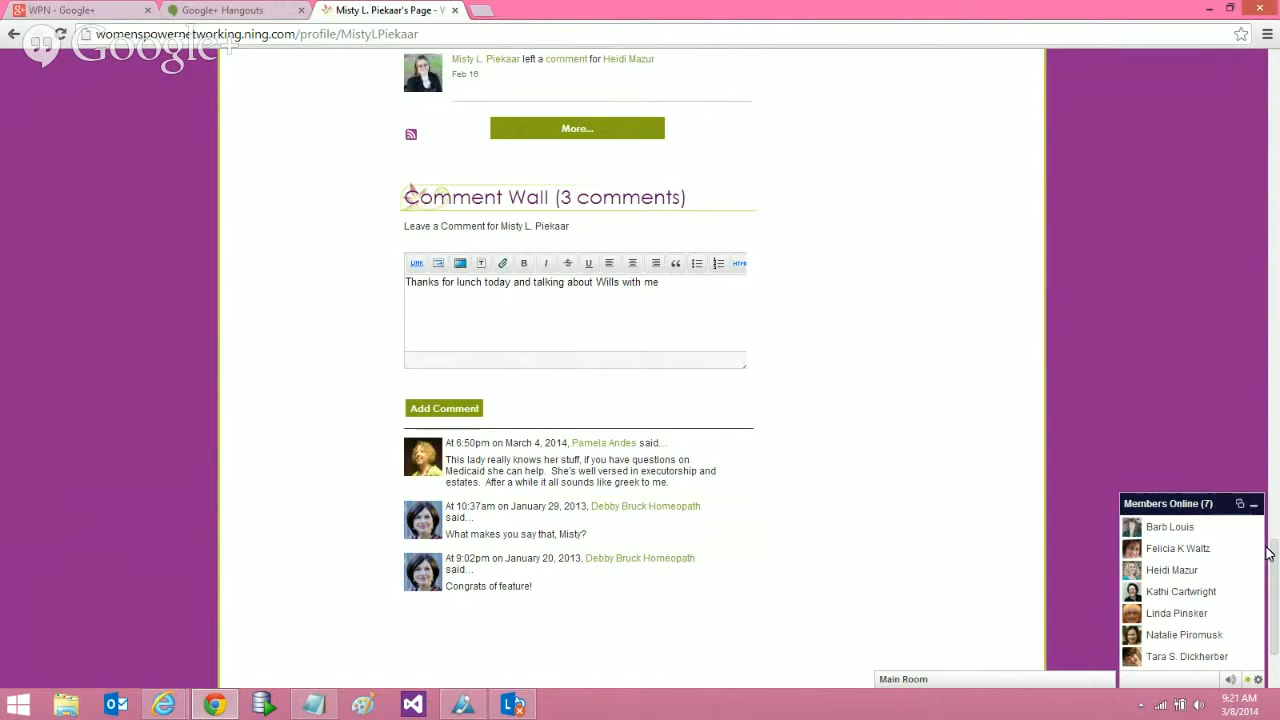 WPN - Google+
Google+ Hangouts
Misty L. Piekaar's Page - V
womenspowernetworking.ning.com/profile/MistyLPiekaar
Google+
Misty L. Piekaar left a comment for Heidi Mazur
Feb 16
More...
Comment Wall (3 comments)
Leave a Comment for Misty L. Piekaar
LINK
T
B
I
S
U
HTML
Thanks for lunch today and talking about Wills with me
Add Comment
At 6:50pm on March 4, 2014, Pamela Andes said…
This lady really knows her stuff, if you have questions on
Medicaid she can help. She's well versed in executorship and
estates. After a while it all sounds like greek to me.
At 10:37am on January 29, 2013, Debby Bruck Homeopath
said…
What makes you say that, Misty?
At 9:02pm on January 20, 2013, Debby Bruck Homeopath
said…
Congrats of feature!
Members Online (7)
Barb Louis
Felicia K Waltz
Heidi Mazur
Kathi Cartwright
Linda Pinsker
Natalie Piromusk
Tara S. Dickherber
Main Room
9:21 AM
3/8/2014